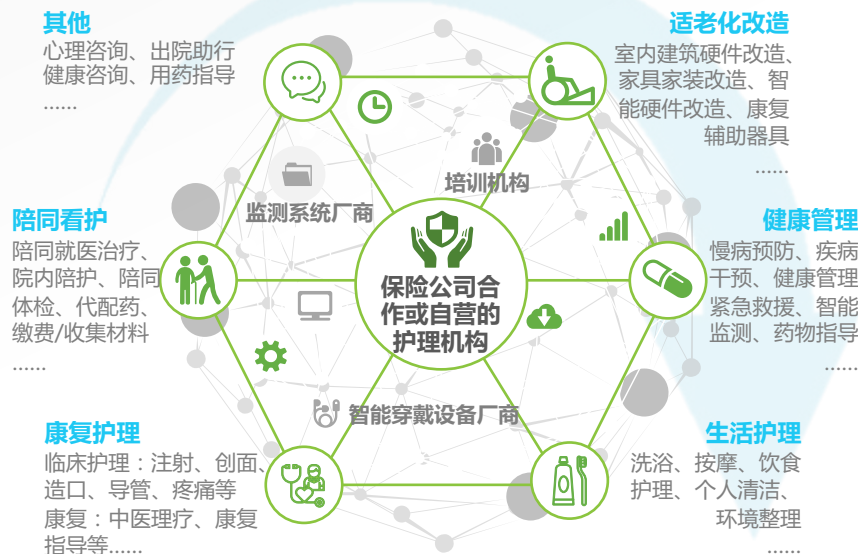 其他
心理咨询、出院助行
健康咨询、用药指导
......
适老化改造
室内建筑硬件改造、
家具家装改造、智
能硬件改造、康复
辅助器具
......
监测系统厂商
培训机构
陪同看护
陪同就医治疗、
院内陪护、陪同
体检、代配药、
缴费/收集材料
......
保险公司合
作或自营的
护理机构
健康管理
慢病预防、疾病
干预、健康管理
紧急救援、智能
监测、药物指导
......
智能穿戴设备厂商
康复护理
临床护理：注射、创面、
造口、导管、疼痛等
康复：中医理疗、康复
指导等......
生活护理
洗浴、按摩、饮食
护理、个人清洁、
环境整理
......